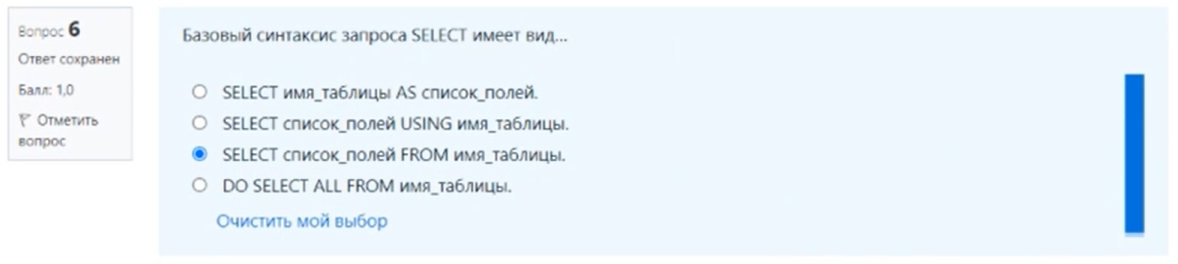 Вопрос 6
Ответ сохранен
Балл: 1,0
Отметить
вопрос
Базовый синтаксис запроса SELECT имеет вид...
SELECT имя_таблицы AS список_полей.
SELECT список_полей USING имя_таблицы.
SELECT список_полей FROM имя_таблицы.
DO SELECT ALL FROM имя_таблицы.
Очистить мой выбор